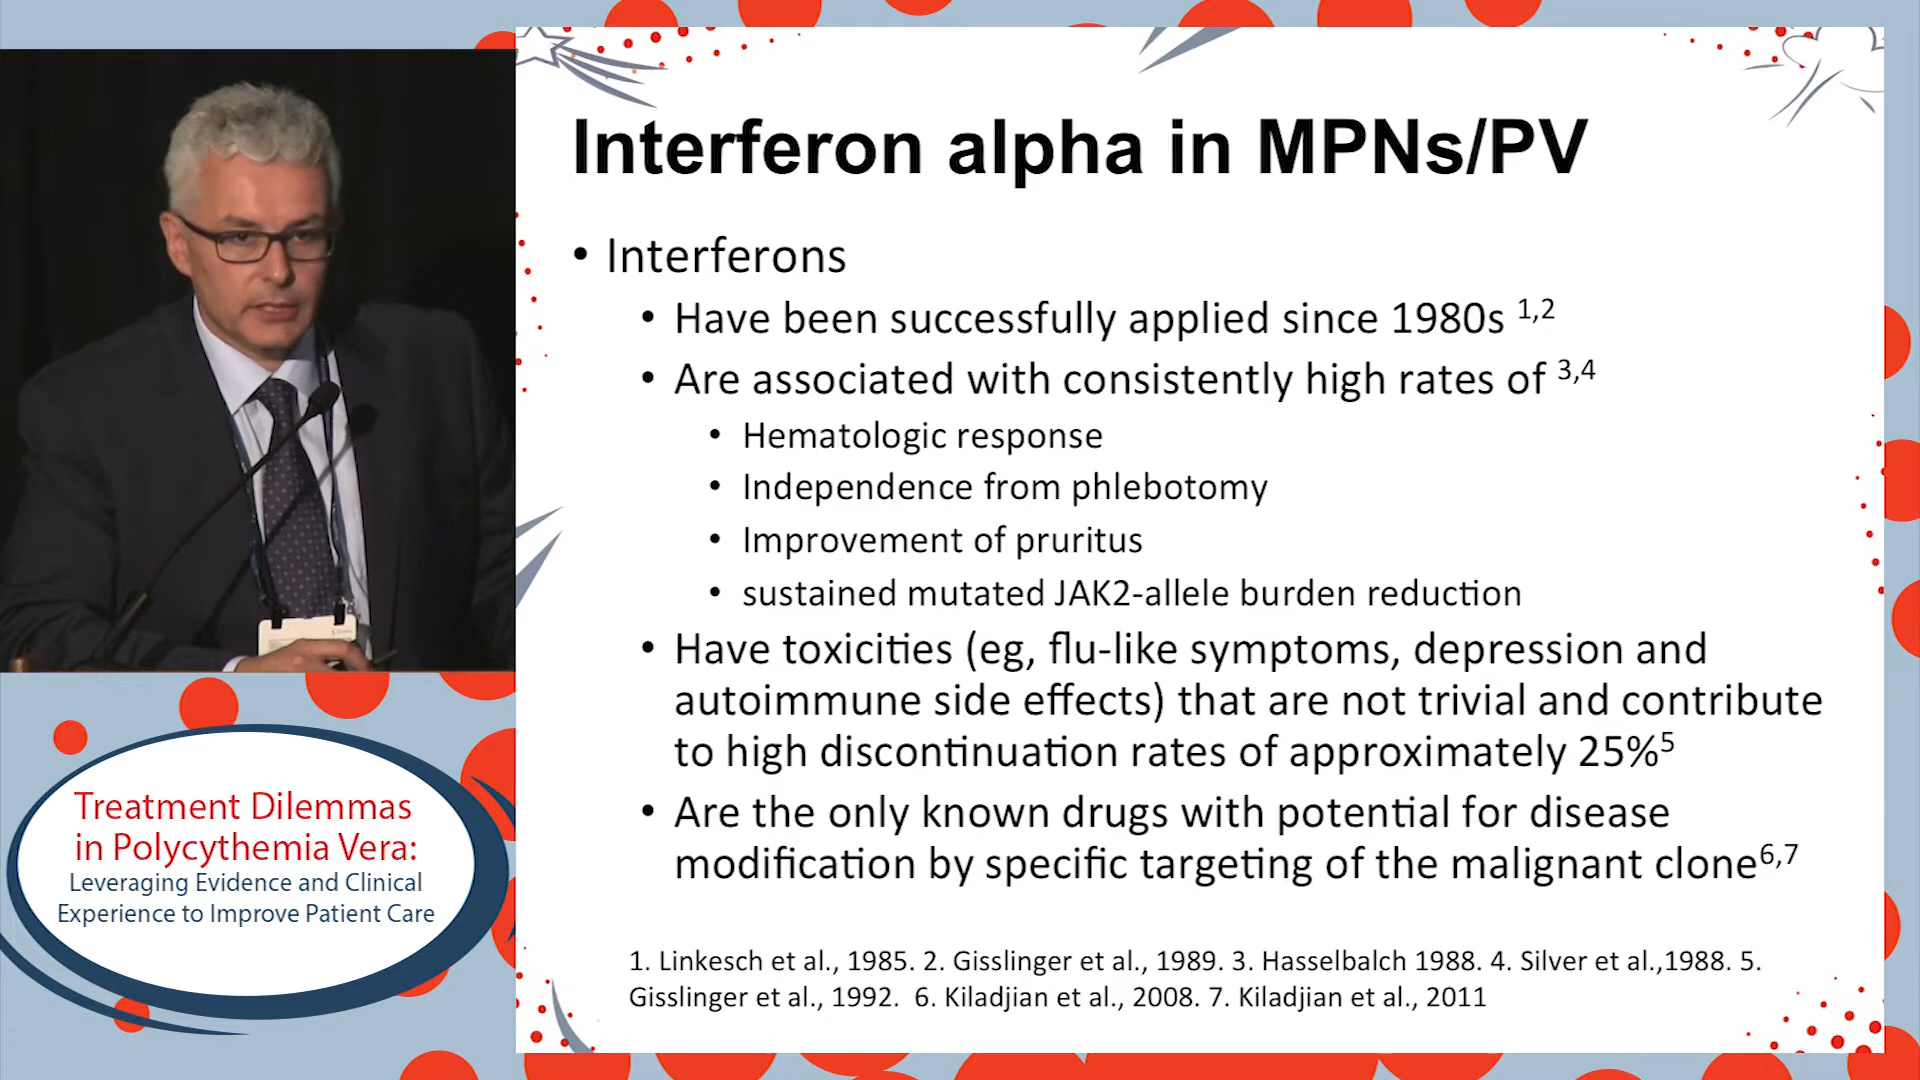 Interferon alpha in MPNs/PV
• Interferons
• Have been successfully applied since 1980s 1,2
• Are associated with consistently high rates of 3,4
• Hematologic response
• Independence from phlebotomy
• Improvement of pruritus
• sustained mutated JAK2-allele burden reduction
• Have toxicities (eg, flu-like symptoms, depression and
autoimmune side effects) that are not trivial and contribute
to high discontinuation rates of approximately 25%5
• Are the only known drugs with potential for disease
modification by specific targeting of the malignant clone6,7
1. Linkesch et al., 1985. 2. Gisslinger et al., 1989. 3. Hasselbalch 1988. 4. Silver et al.,1988. 5.
Gisslinger et al., 1992. 6. Kiladjian et al., 2008. 7. Kiladjian et al., 2011
Treatment Dilemmas
in Polycythemia Vera:
Leveraging Evidence and Clinical
Experience to Improve Patient Care